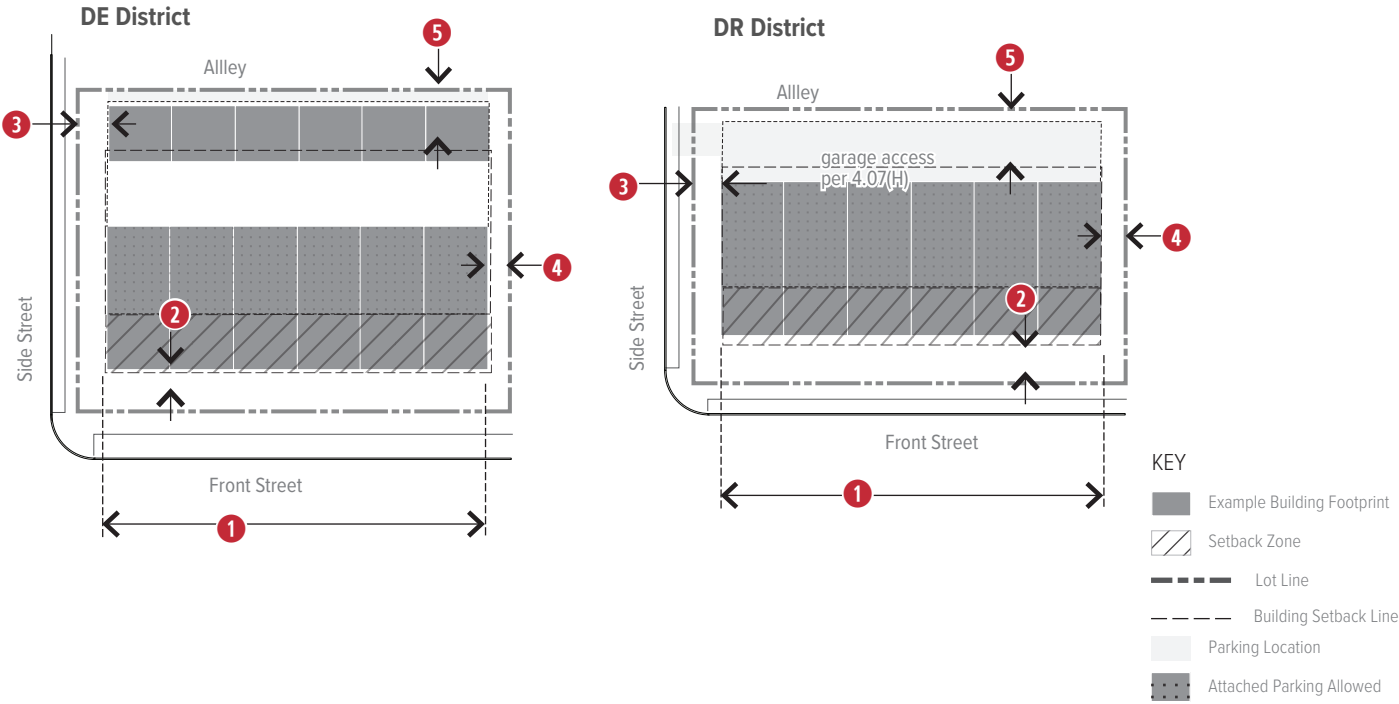 DE District
5
Allley
3
4
2
Side Street
Front Street
1
DR District
5
Allley
garage access
per 4.07(H)
3
4
2
Side Street
Front Street
1
KEY
Example Building Footprint
Setback Zone
Lot Line
Building Setback Line
Parking Location
Attached Parking Allowed